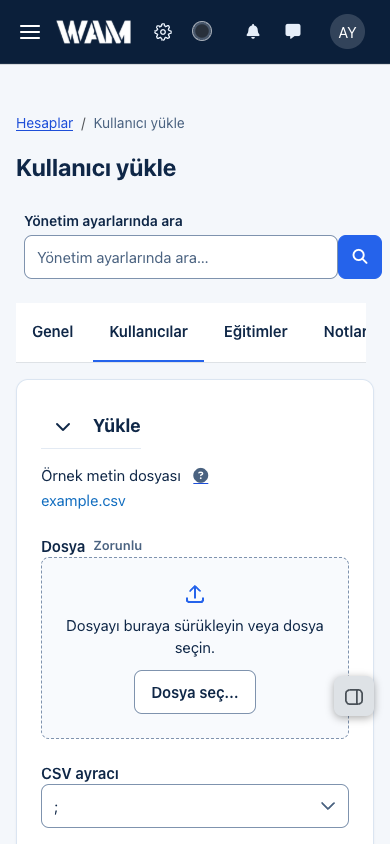 WAM
AY
Hesaplar / Kullanıcı yükle
Kullanıcı yükle
Yönetim ayarlarında ara
Yönetim ayarlarında ara...
Genel Kullanıcılar Eğitimler Notlar
Yükle
Örnek metin dosyası ?
example.csv
Dosya Zorunlu
Dosyayı buraya sürükleyin veya dosya
seçin.
Dosya seç...
CSV ayracı
;